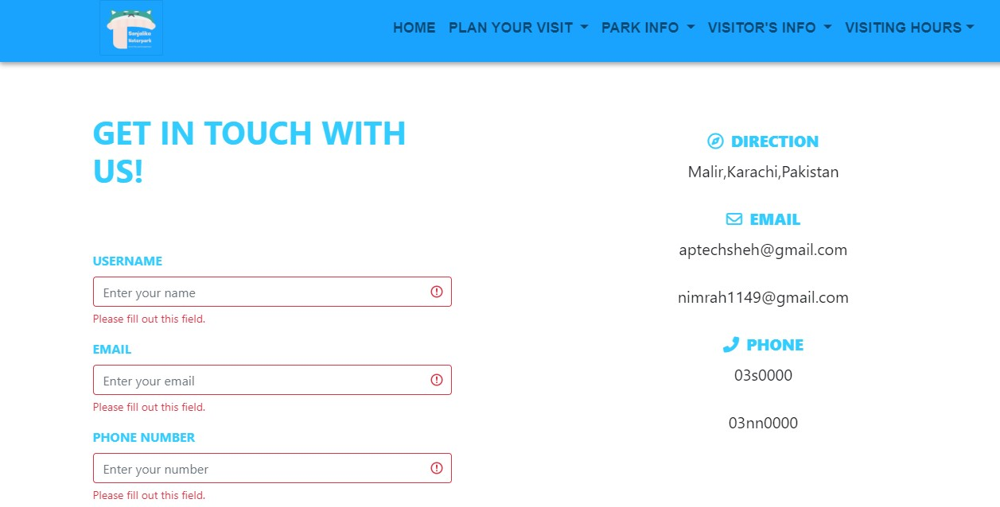 Sanjalika
Waterpark
HOME PLAN YOUR VISIT PARK INFO VISITOR'S INFO VISITING HOURS
GET IN TOUCH WITH
US!
USERNAME
Enter your name
Please fill out this field.
EMAIL
Enter your email
Please fill out this field.
PHONE NUMBER
Enter your number
Please fill out this field.
DIRECTION
Malir,Karachi,Pakistan
EMAIL
aptechsheh@gmail.com
nimrah1149@gmail.com
PHONE
03s0000
03nn0000